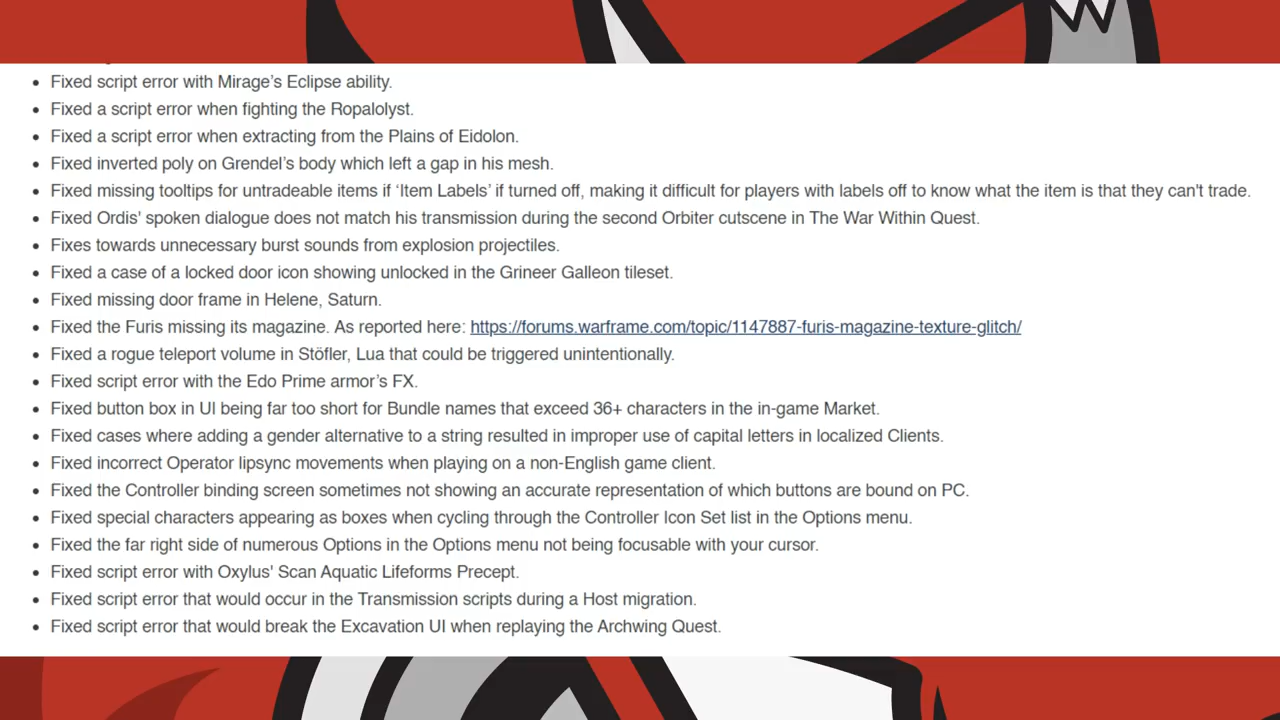 • Fixed script error with Mirage’s Eclipse ability.
• Fixed a script error when fighting the Ropalolyst.
• Fixed a script error when extracting from the Plains of Eidolon.
• Fixed inverted poly on Grendel’s body which left a gap in his mesh.
• Fixed missing tooltips for untradeable items if ‘Item Labels’ if turned off, making it difficult for players with labels off to know what the item is that they can't trade.
• Fixed Ordis' spoken dialogue does not match his transmission during the second Orbiter cutscene in The War Within Quest.
• Fixes towards unnecessary burst sounds from explosion projectiles.
• Fixed a case of a locked door icon showing unlocked in the Grineer Galleon tileset.
• Fixed missing door frame in Helene, Saturn.
• Fixed the Furis missing its magazine. As reported here: https://forums.warframe.com/topic/1147887-furis-magazine-texture-glitch/
• Fixed a rogue teleport volume in Stöfler, Lua that could be triggered unintentionally.
• Fixed script error with the Edo Prime armor’s FX.
• Fixed button box in UI being far too short for Bundle names that exceed 36+ characters in the in-game Market.
• Fixed cases where adding a gender alternative to a string resulted in improper use of capital letters in localized Clients.
• Fixed incorrect Operator lipsync movements when playing on a non-English game client.
• Fixed the Controller binding screen sometimes not showing an accurate representation of which buttons are bound on PC.
• Fixed special characters appearing as boxes when cycling through the Controller Icon Set list in the Options menu.
• Fixed the far right side of numerous Options in the Options menu not being focusable with your cursor.
• Fixed script error with Oxylus' Scan Aquatic Lifeforms Precept.
• Fixed script error that would occur in the Transmission scripts during a Host migration.
• Fixed script error that would break the Excavation UI when replaying the Archwing Quest.